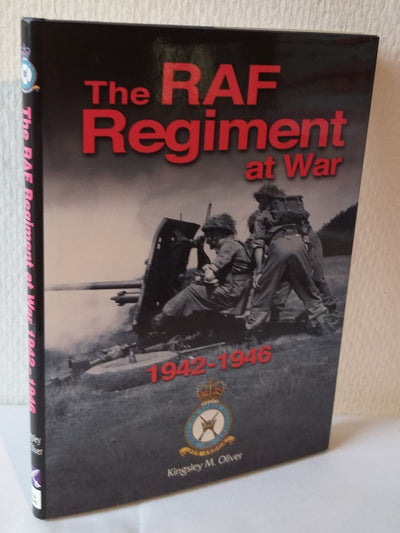 The RAF
Regiment
at War
1942-1946
Kingsley M. Oliver
The RAF Regiment at War 1942-1946